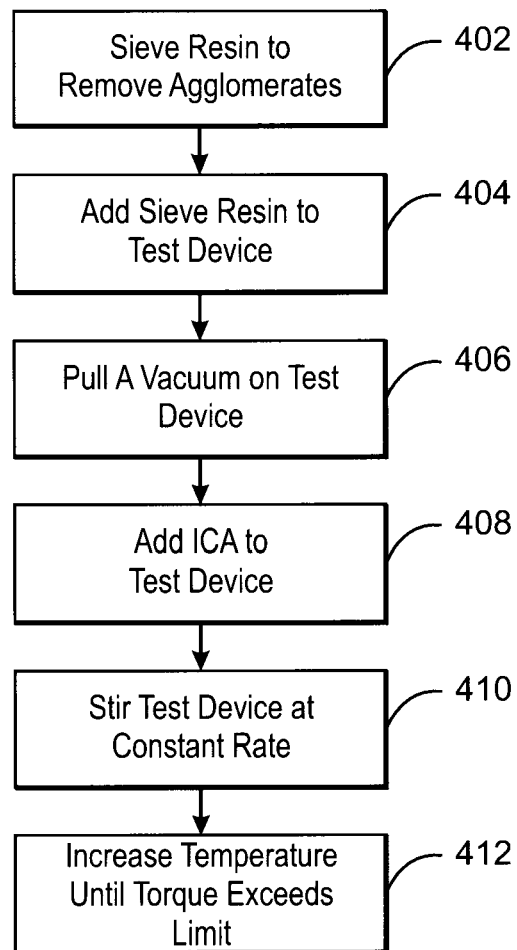 Sieve Resin to
Remove Agglomerates
402
Add Sieve Resin to
Test Device
404
Pull A Vacuum on Test
Device
406
Add ICA to
Test Device
408
Stir Test Device at
Constant Rate
410
Increase Temperature
Until Torque Exceeds
Limit
412